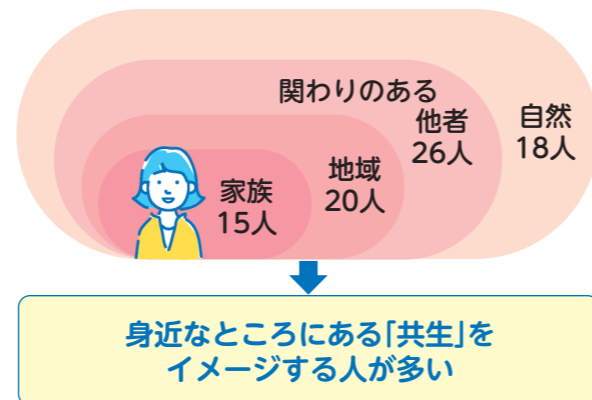 関わりのある
他者
26人
自然
18人
地域
20人
家族
15人
身近なところにある｢共生｣を
イメージする人が多い